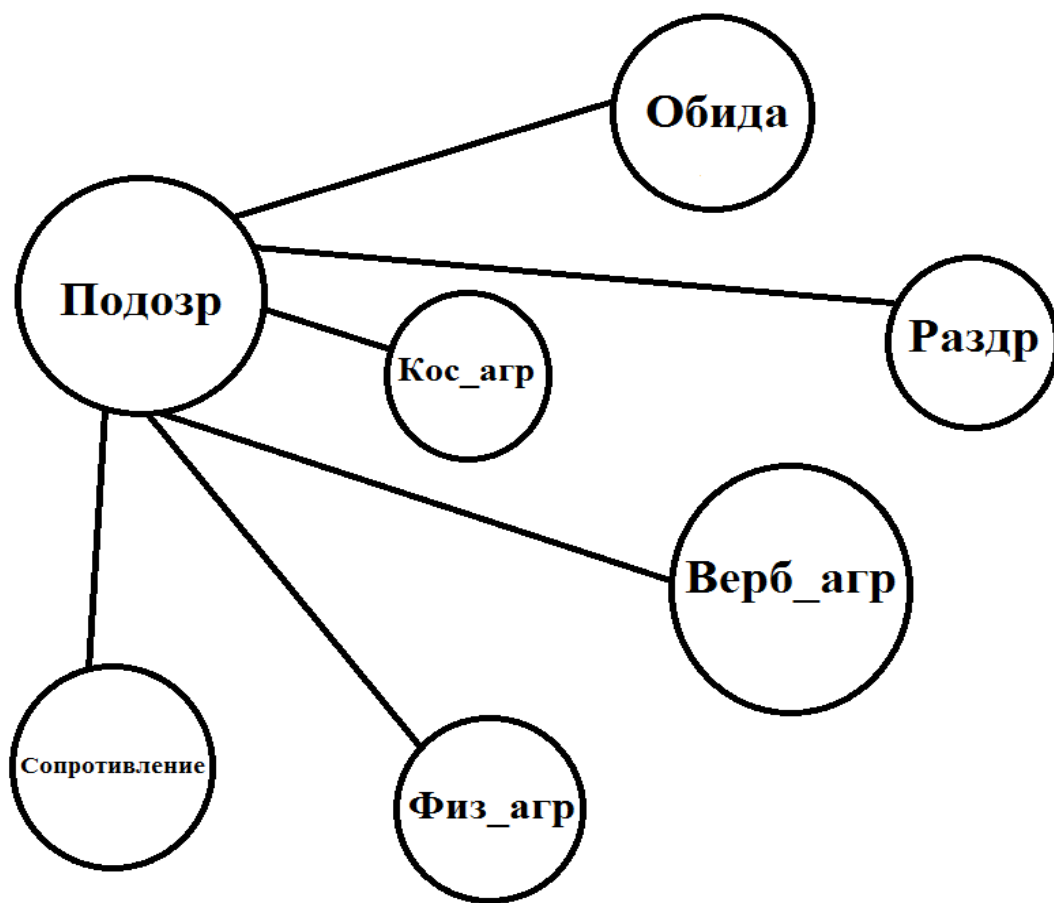 Обида
Подозр
Раздр
Кос_агр
Верб_агр
Сопротивление
Физ_агр